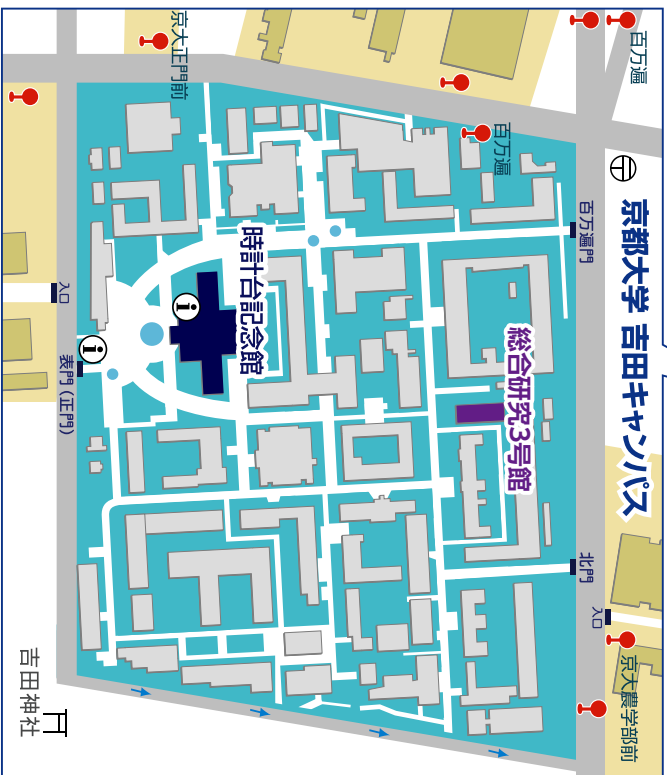 京都大学 吉田キャンパス
百万遍
百万遍
京大正門前
百万遍門
時計台記念館
総合研究3号館
入口
表門（正門）
北門
入口
京大農学部前
吉田神社
i
i